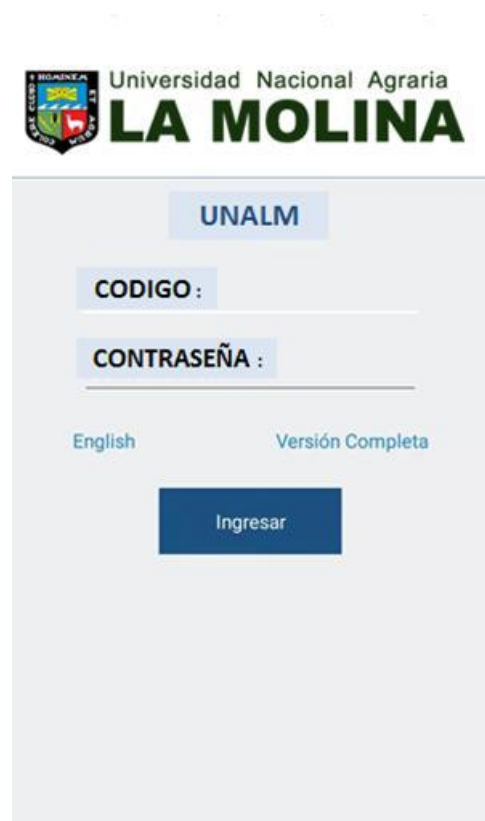 Universidad Nacional Agraria
LA MOLINA
UNALM
CODIGO :
CONTRASEÑA :
English Versión Completa
Ingresar